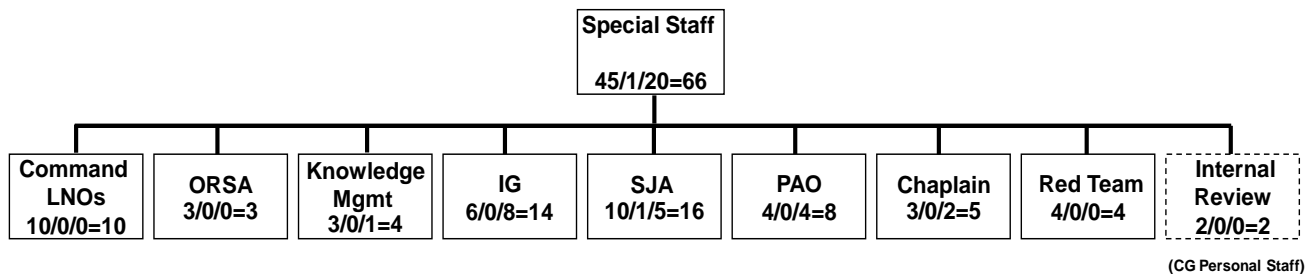 Special Staff
45/1/20=66
Command
LNOs
10/0/0=10
ORSA
3/0/0=3
Knowledge
Mgmt
3/0/1=4
IG
6/0/8=14
SJA
10/1/5=16
PAO
4/0/4=8
Chaplain
3/0/2=5
Red Team
4/0/0=4
Internal
Review
2/0/0=2
(CG Personal Staff)